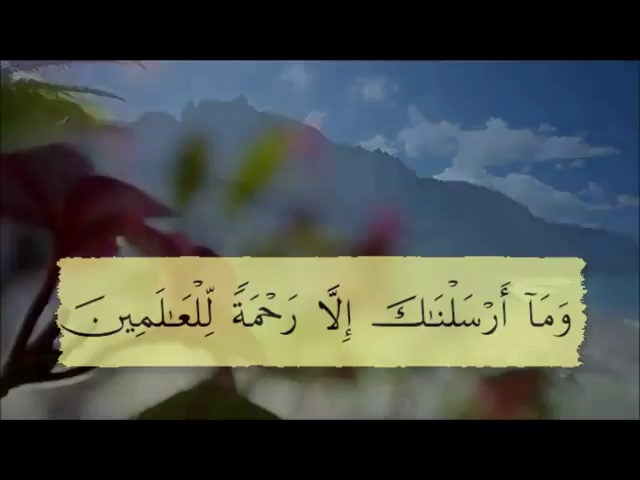 وَمَآ أَرْسَلْنَـٰكَ إِلَّا رَحْمَةً لِّلْعَـٰلَمِينَ